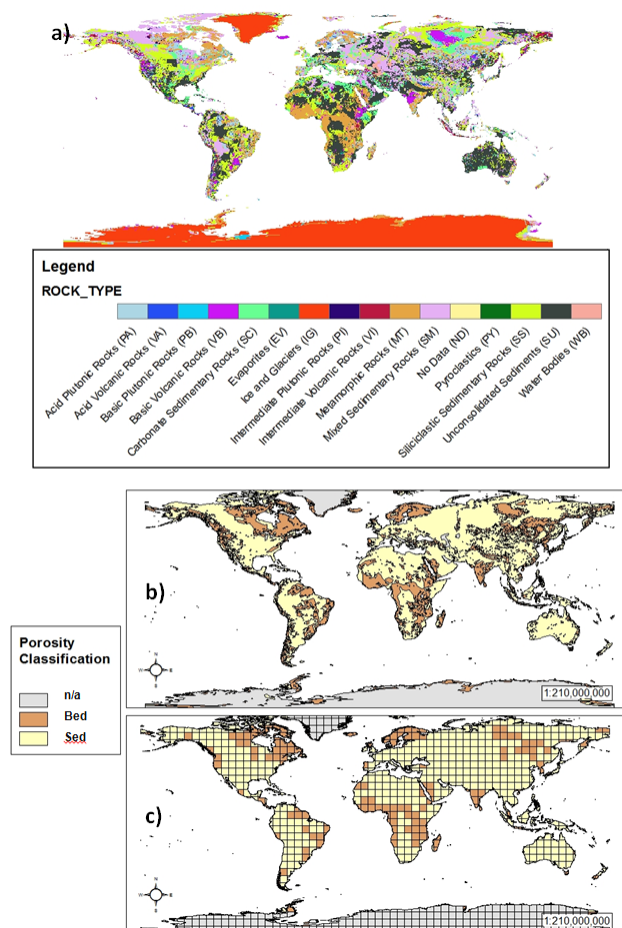 a)
Legend
ROCK_TYPE
Acid Plutonic Rocks (PA)
Acid Volcanic Rocks (VA)
Basic Plutonic Rocks (PB)
Basic Volcanic Rocks (VB)
Carbonate Sedimentary Rocks (SC)
Evaporites (EV)
Ice and Glaciers (IG)
Intermediate Plutonic Rocks (PI)
Intermediate Volcanic Rocks (VI)
Metamorphic Rocks (MT)
Mixed Sedimentary Rocks (SM)
No Data (ND)
Pyroclastics (PY)
Siliciclastic Sedimentary Rocks (SS)
Unconsolidated Sediments (SU)
Water Bodies (WB)
b)
N
W E
S
1:210,000,000
Porosity
Classification
n/a
Bed
Sed
c)
N
W E
S
1:210,000,000